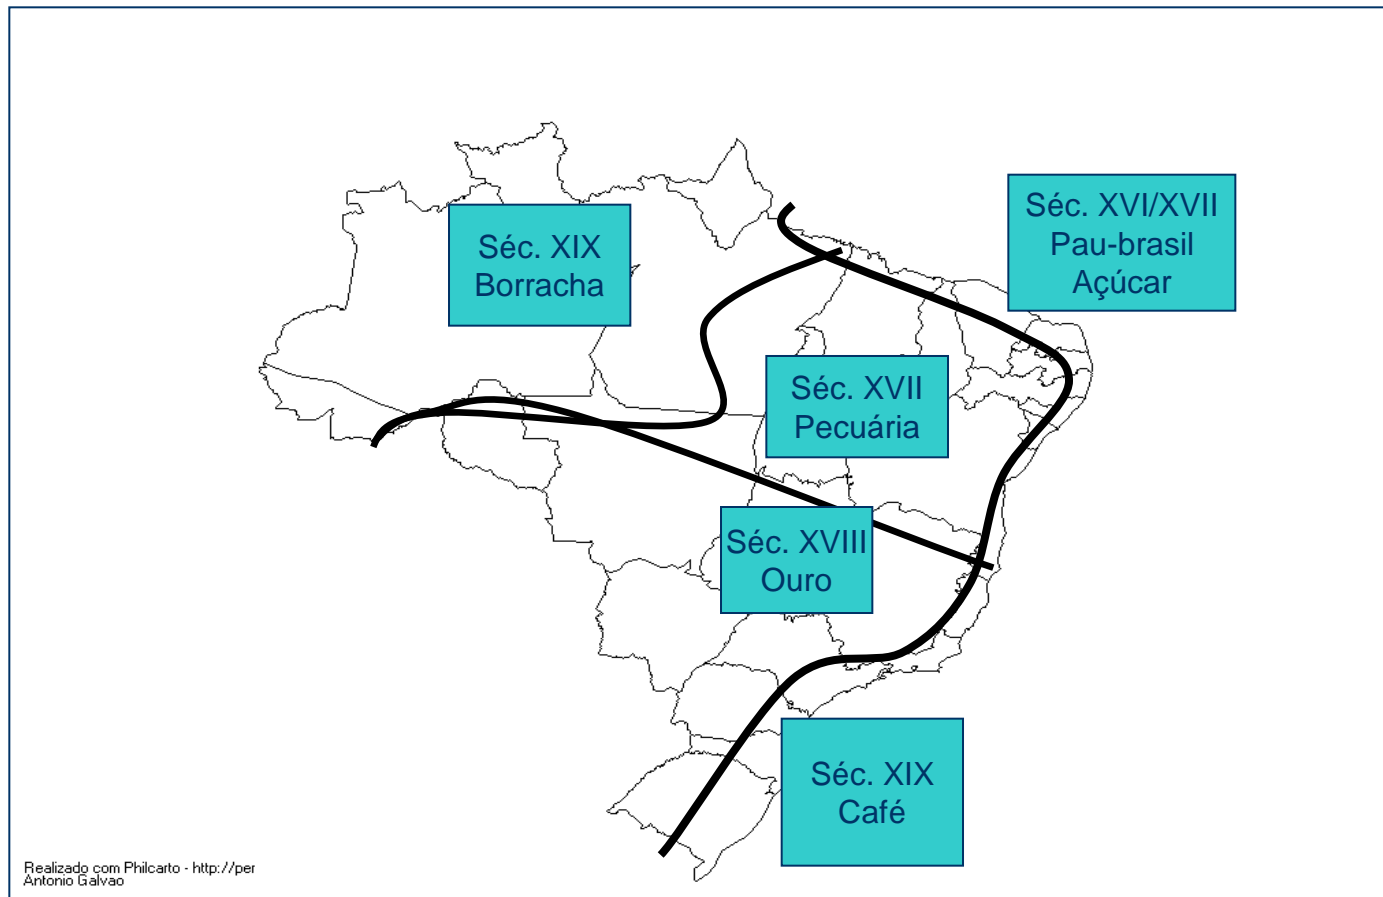 Séc. XVI/XVII
Pau-brasil
Açúcar
Séc. XIX
Borracha
Séc. XVII
Pecuária
Séc. XVIII
Ouro
Séc. XIX
Café
Realizado com Philcarto - http://per
Antonio Galvao